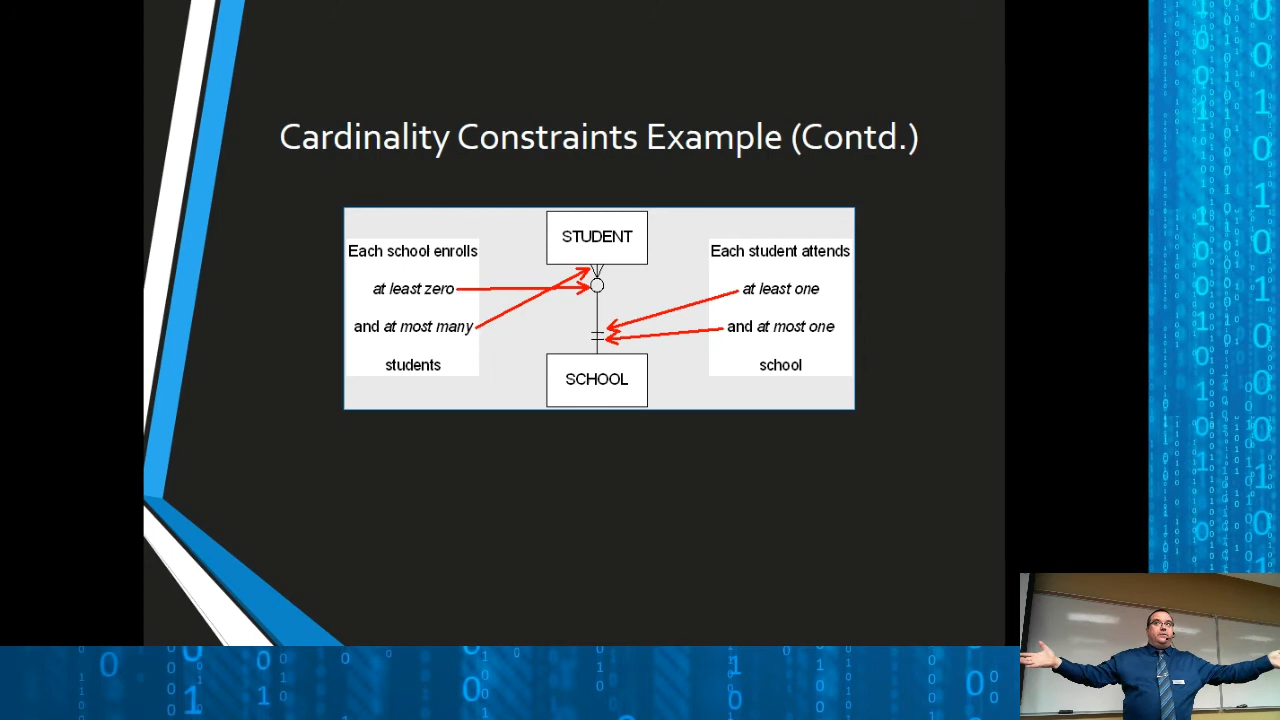 Cardinality Constraints Example (Contd.)
STUDENT
Each school enrolls
at least zero
and at most many
students
Each student attends
at least one
and at most one
school
SCHOOL